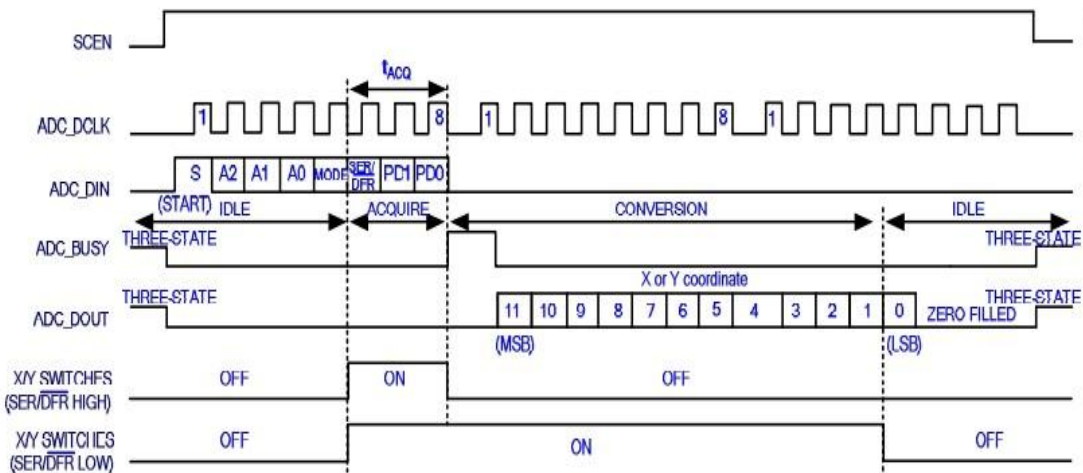 SCEN
tACQ
ADC_DCLK 1 8 1 8 1
ADC_DIN S A2 A1 A0 MODE SER/DFR PD1 PD0
(START) IDLE ACQUIRE CONVERSION IDLE
ADC_BUSY THREE-STATE THREE-STATE
X or Y coordinate
ADC_DOUT THREE-STATE 11 10 9 8 7 6 5 4 3 2 1 0 ZERO FILLED THREE-STATE
(MSB) (LSB)
X/Y SWITCHES OFF ON OFF
(SER/DFR HIGH)
X/Y SWITCHES OFF ON OFF
(SER/DFR LOW)